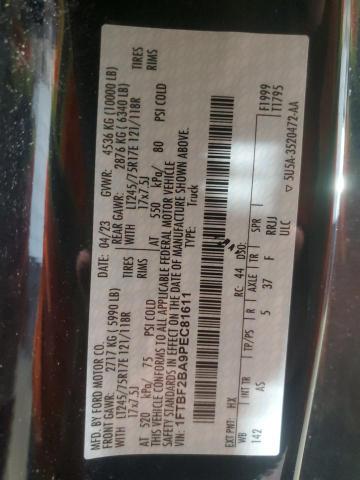 MFD. BY FORD MOTOR CO.
DATE: 04/23 GVWR: 4536 KG (10000 LB)
FRONT GAWR: 2717 KG ( 5990 LB) REAR GAWR: 2876 KG ( 6340 LB)
WITH LT245/75R17E 121/118R TIRES WITH LT245/75R17E 121/118R TIRES
17x7.5J RIMS 17x7.5J RIMS
AT 520 kPa/ 75 PSI COLD AT 550 kPa/ 80 PSI COLD
THIS VEHICLE CONFORMS TO ALL APPLICABLE FEDERAL MOTOR VEHICLE
SAFETY STANDARDS IN EFFECT ON THE DATE OF MANUFACTURE SHOWN ABOVE.
VIN: 1FTBF2BA9PEC81611 TYPE: Truck
F1999
T1795
EXT PNT: HX RC: 44 DSO:
WB INT TR TP/PS R AXLE TR SPR
142 AS 5 37 F RRJJ
ULC
▽ 5U5A-3520472-AA